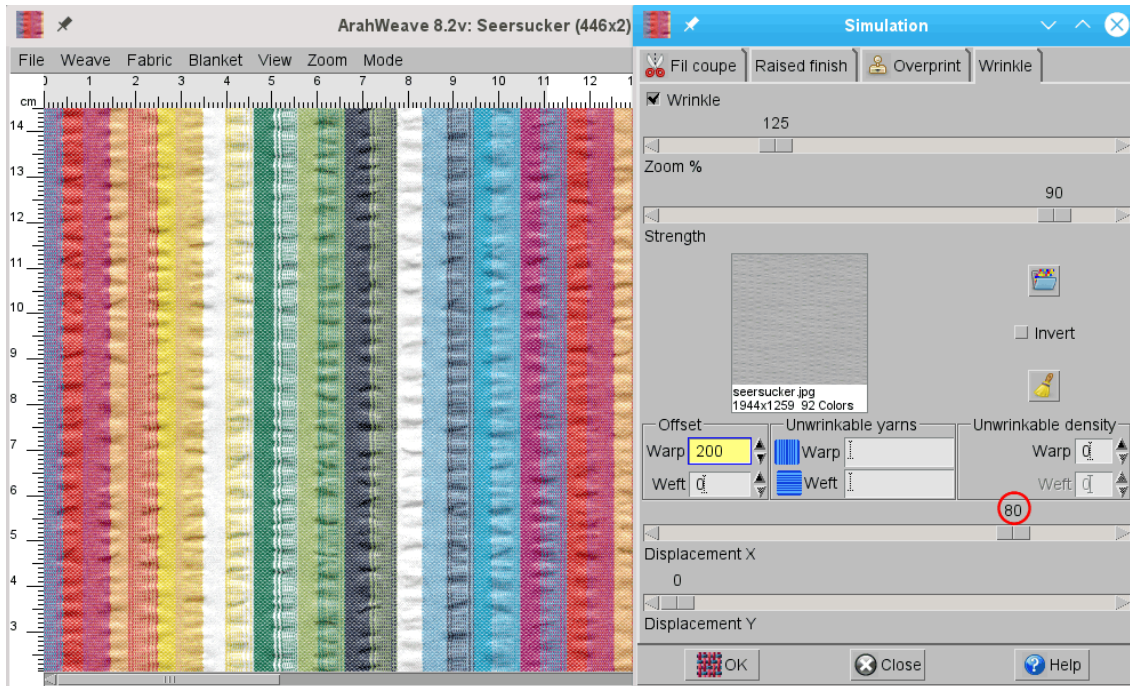 ArahWeave 8.2v: Seersucker (446x2)
File Weave Fabric Blanket View Zoom Mode
1 2 3 4 5 6 7 8 9 10 11 12
cm
14
13
12
11
10
9
8
7
6
5
4
3
Simulation
Fil coupe Raised finish Overprint Wrinkle
Wrinkle
125
Zoom %
90
Strength
seersucker.jpg
1944x1259 92 Colors
Invert
Offset Unwrinkable yarns Unwrinkable density
Warp 200 Warp Warp 0
Weft 0 Weft Weft 0
80
Displacement X
0
Displacement Y
OK Close Help